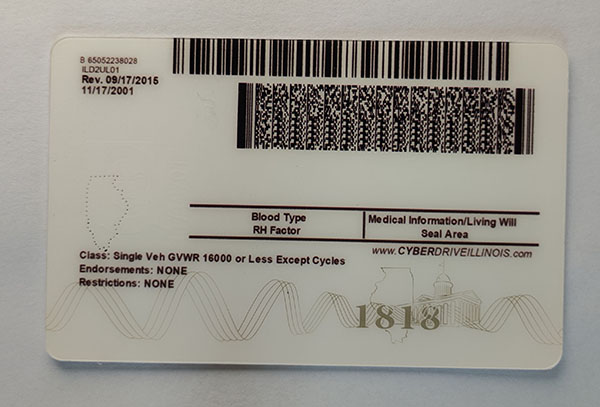 B 65052238028
ILD2UL01
Rev. 09/17/2015
11/17/2001
Blood Type
RH Factor
Medical Information/Living Will
Seal Area
www.CYBERDRIVEILLINOIS.com
Class: Single Veh GVWR 16000 or Less Except Cycles
Endorsements: NONE
Restrictions: NONE
1818